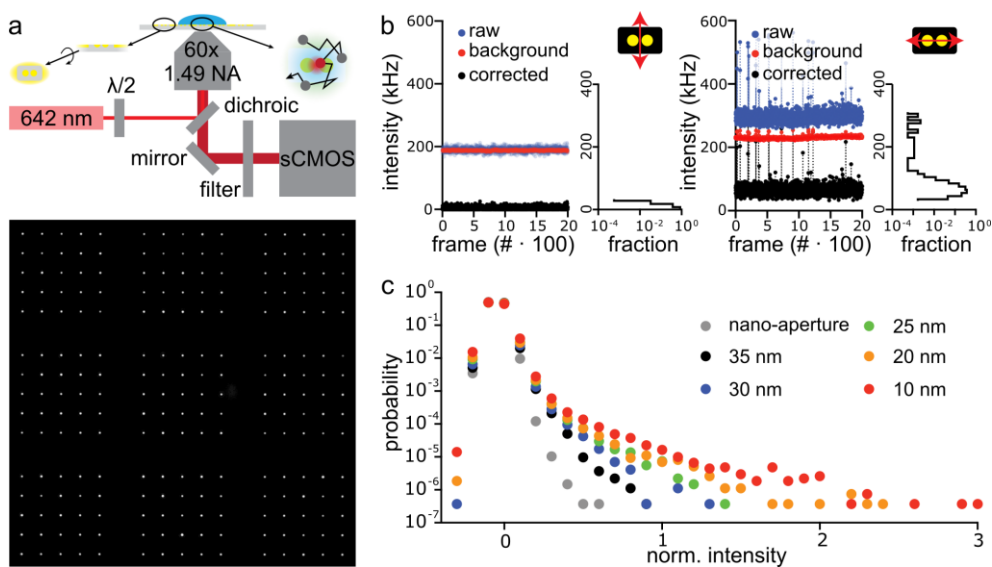 a
60x
1.49 NA
λ/2
642 nm
dichroic
mirror
filter
sCMOS
b
intensity (kHz)
600
400
200
0
raw
background
corrected
0 5 10 15 20
frame (# · 100)
400
200
0
10⁻⁴ 10⁻² 10⁰
fraction
intensity (kHz)
600
400
200
0
raw
background
corrected
0 5 10 15 20
frame (# · 100)
400
200
0
10⁻⁴ 10⁻² 10⁰
fraction
c
probability
10⁰
10⁻¹
10⁻²
10⁻³
10⁻⁴
10⁻⁵
10⁻⁶
10⁻⁷
nano-aperture
35 nm
30 nm
25 nm
20 nm
10 nm
0 1 2 3
norm. intensity